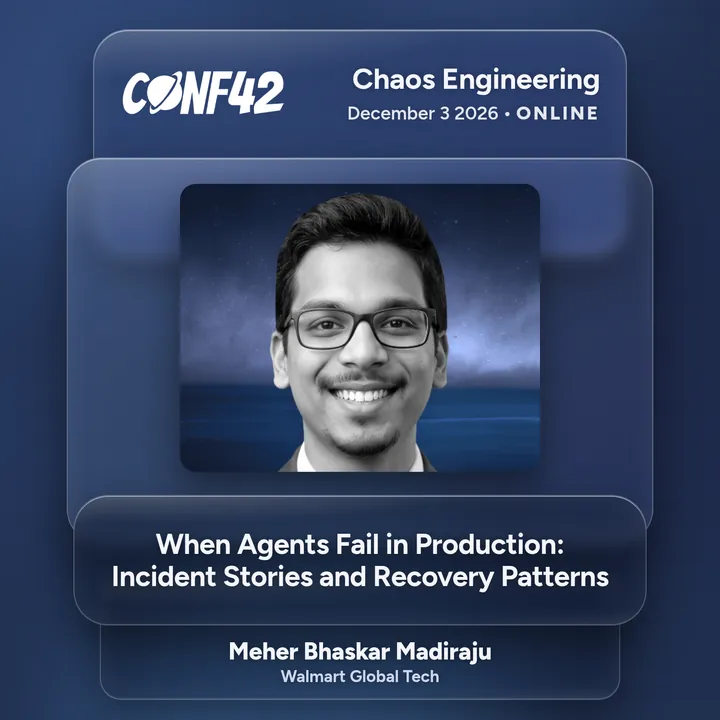 CONF42
Chaos Engineering
December 3 2026 • ONLINE
When Agents Fail in Production:
Incident Stories and Recovery Patterns
Meher Bhaskar Madiraju
Walmart Global Tech